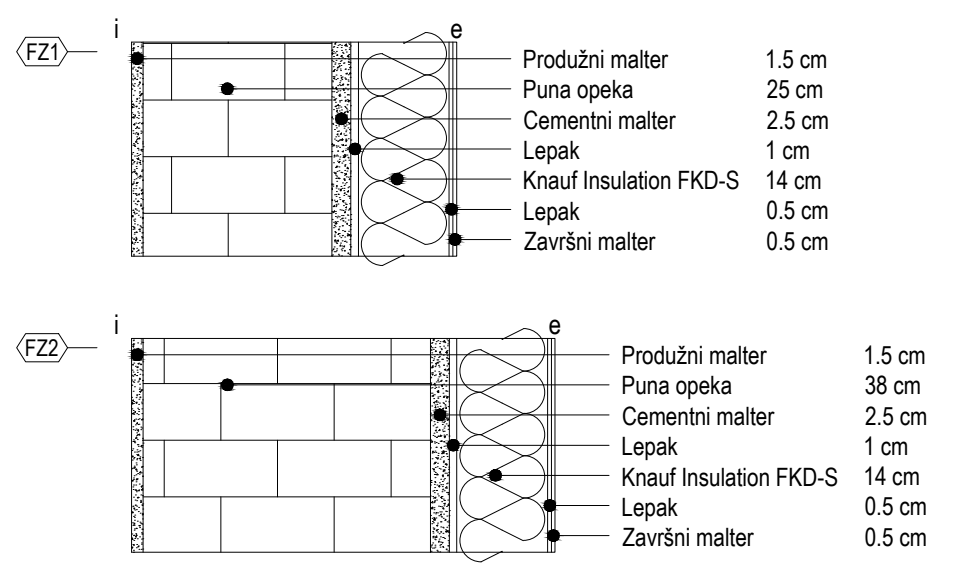 i e
FZ1
Produžni malter 1.5 cm
Puna opeka 25 cm
Cementni malter 2.5 cm
Lepak 1 cm
Knauf Insulation FKD-S 14 cm
Lepak 0.5 cm
Završni malter 0.5 cm
i e
FZ2
Produžni malter 1.5 cm
Puna opeka 38 cm
Cementni malter 2.5 cm
Lepak 1 cm
Knauf Insulation FKD-S 14 cm
Lepak 0.5 cm
Završni malter 0.5 cm